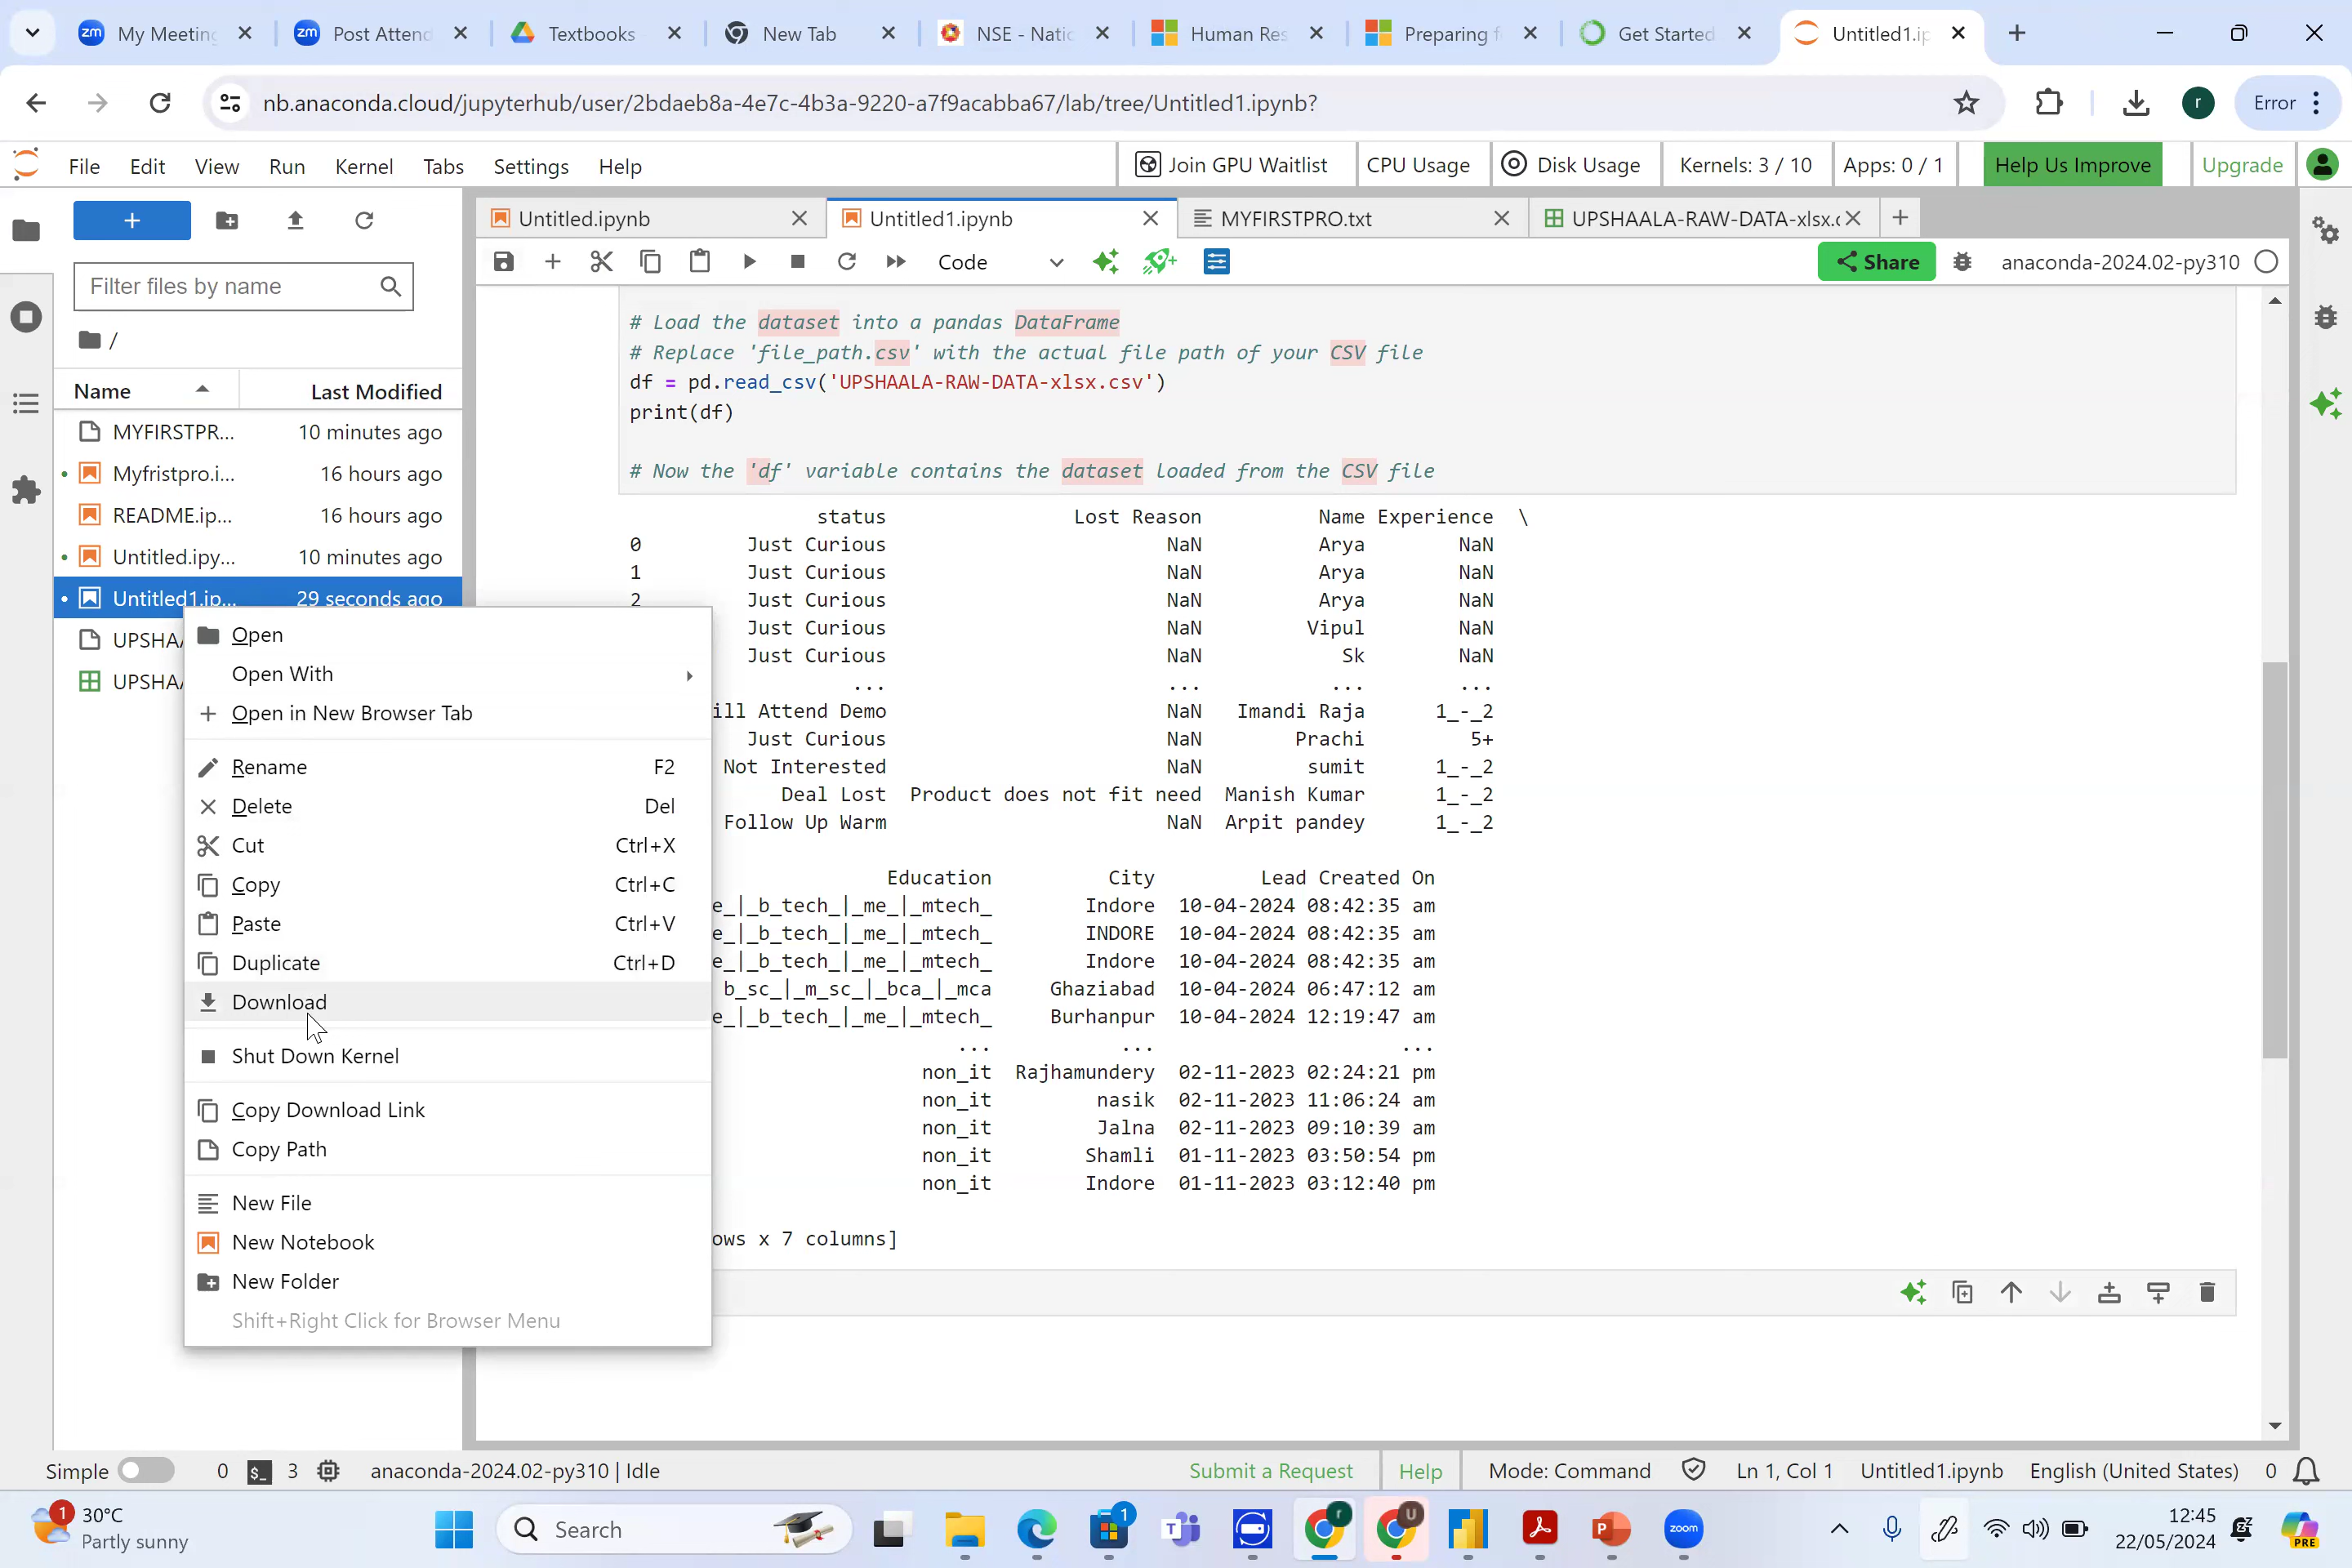 My Meeting
Post Attend
Textbooks
New Tab
NSE - Natic
Human Res
Preparing f
Get Started
Untitled1.ip
nb.anaconda.cloud/jupyterhub/user/2bdaeb8a-4e7c-4b3a-9220-a7f9acabba67/lab/tree/Untitled1.ipynb?
r
Error
File Edit View Run Kernel Tabs Settings Help
Join GPU Waitlist
CPU Usage
Disk Usage
Kernels: 3 / 10
Apps: 0 / 1
Help Us Improve
Upgrade
Untitled.ipynb
Untitled1.ipynb
MYFIRSTPRO.txt
UPSHAALA-RAW-DATA-xlsx.c
Code
Share
anaconda-2024.02-py310
Filter files by name
/
Name Last Modified
MYFIRSTPR... 10 minutes ago
Myfristpro.i... 16 hours ago
README.ip... 16 hours ago
Untitled.ipy... 10 minutes ago
Untitled1.ip... 29 seconds ago
UPSHAA
UPSHAA
Open
Open With
Open in New Browser Tab
Rename F2
Delete Del
Cut Ctrl+X
Copy Ctrl+C
Paste Ctrl+V
Duplicate Ctrl+D
Download
Shut Down Kernel
Copy Download Link
Copy Path
New File
New Notebook
New Folder
Shift+Right Click for Browser Menu
# Load the dataset into a pandas DataFrame
# Replace 'file_path.csv' with the actual file path of your CSV file
df = pd.read_csv('UPSHAALA-RAW-DATA-xlsx.csv')
print(df)
# Now the 'df' variable contains the dataset loaded from the CSV file
status Lost Reason Name Experience \
0 Just Curious NaN Arya NaN
1 Just Curious NaN Arya NaN
2 Just Curious NaN Arya NaN
Just Curious NaN Vipul NaN
Just Curious NaN Sk NaN
... ... ... ...
ill Attend Demo NaN Imandi Raja 1_-_2
Just Curious NaN Prachi 5+
Not Interested NaN sumit 1_-_2
Deal Lost Product does not fit need Manish Kumar 1_-_2
Follow Up Warm NaN Arpit pandey 1_-_2
Education City Lead Created On
e_|_b_tech_|_me_|_mtech_ Indore 10-04-2024 08:42:35 am
e_|_b_tech_|_me_|_mtech_ INDORE 10-04-2024 08:42:35 am
e_|_b_tech_|_me_|_mtech_ Indore 10-04-2024 08:42:35 am
b_sc_|_m_sc_|_bca_|_mca Ghaziabad 10-04-2024 06:47:12 am
e_|_b_tech_|_me_|_mtech_ Burhanpur 10-04-2024 12:19:47 am
... ... ...
non_it Rajhamundery 02-11-2023 02:24:21 pm
non_it nasik 02-11-2023 11:06:24 am
non_it Jalna 02-11-2023 09:10:39 am
non_it Shamli 01-11-2023 03:50:54 pm
non_it Indore 01-11-2023 03:12:40 pm
ows x 7 columns]
Simple 0 3 anaconda-2024.02-py310 | Idle
Submit a Request
Help
Mode: Command
Ln 1, Col 1
Untitled1.ipynb
English (United States)
0
1
30°C
Partly sunny
Search
1
r
U
zoom
12:45
22/05/2024
PRE